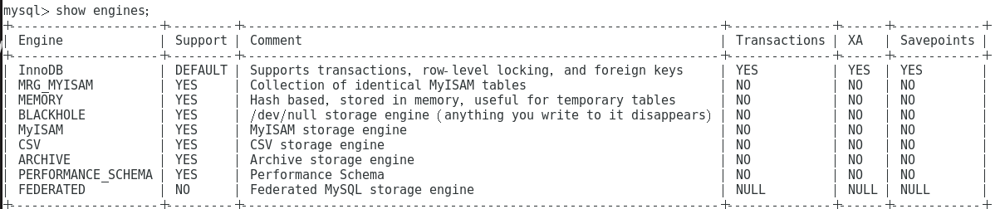 mysql> show engines;
+--------------------+---------+----------------------------------------------------------------+--------------+------+------------+
| Engine             | Support | Comment                                                        | Transactions | XA   | Savepoints |
+--------------------+---------+----------------------------------------------------------------+--------------+------+------------+
| InnoDB             | DEFAULT | Supports transactions, row-level locking, and foreign keys     | YES          | YES  | YES        |
| MRG_MYISAM         | YES     | Collection of identical MyISAM tables                          | NO           | NO   | NO         |
| MEMORY             | YES     | Hash based, stored in memory, useful for temporary tables      | NO           | NO   | NO         |
| BLACKHOLE          | YES     | /dev/null storage engine (anything you write to it disappears) | NO           | NO   | NO         |
| MyISAM             | YES     | MyISAM storage engine                                          | NO           | NO   | NO         |
| CSV                | YES     | CSV storage engine                                             | NO           | NO   | NO         |
| ARCHIVE            | YES     | Archive storage engine                                         | NO           | NO   | NO         |
| PERFORMANCE_SCHEMA | YES     | Performance Schema                                             | NO           | NO   | NO         |
| FEDERATED          | NO      | Federated MySQL storage engine                                 | NULL         | NULL | NULL       |
+--------------------+---------+----------------------------------------------------------------+--------------+------+------------+